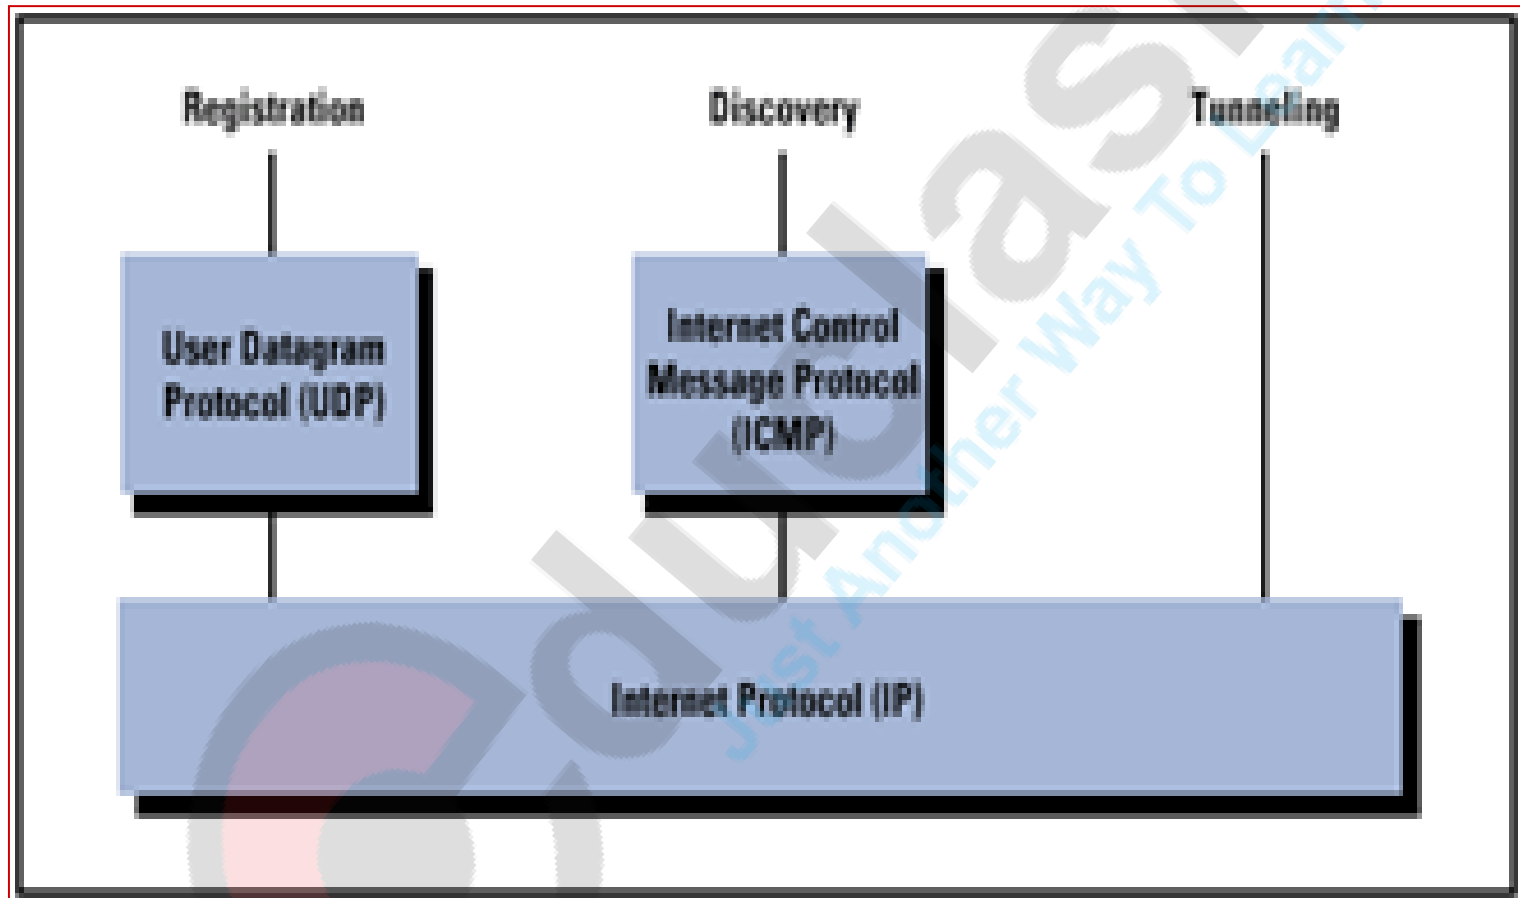 Registration
Discovery
Tunneling
User Datagram
Protocol (UDP)
Internet Control
Message Protocol
(ICMP)
Internet Protocol (IP)
Just Another Way To Learn